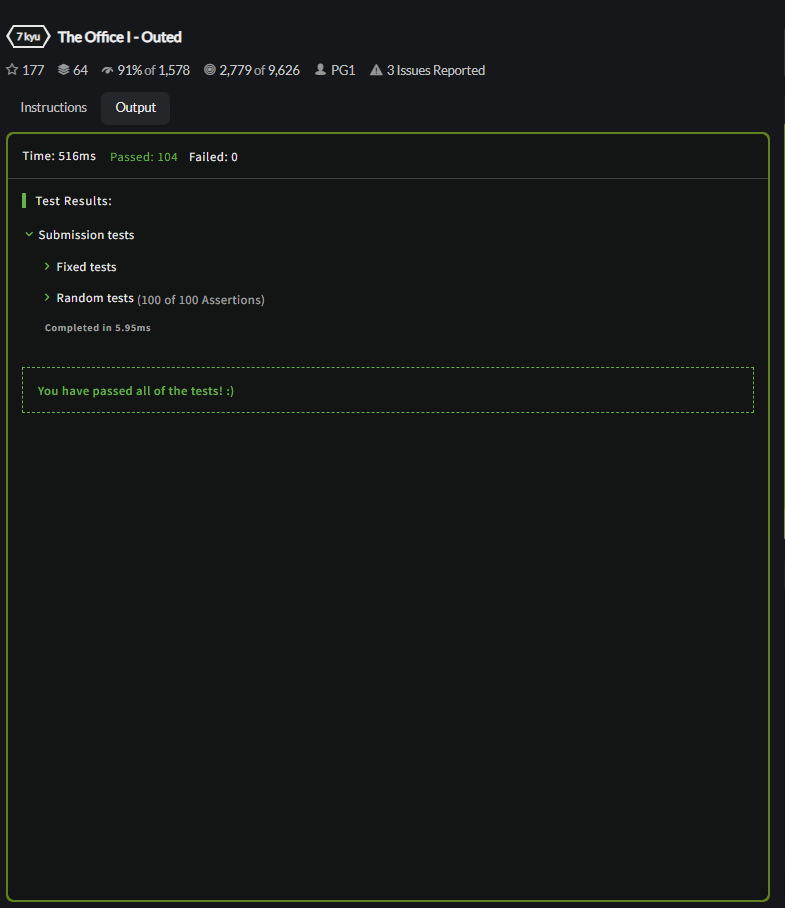 7 kyu The Office I - Outed
177 64 91% of 1,578 2,779 of 9,626 PG1 3 Issues Reported
Instructions Output
Time: 516ms Passed: 104 Failed: 0
Test Results:
Submission tests
Fixed tests
Random tests (100 of 100 Assertions)
Completed in 5.95ms
You have passed all of the tests! :)